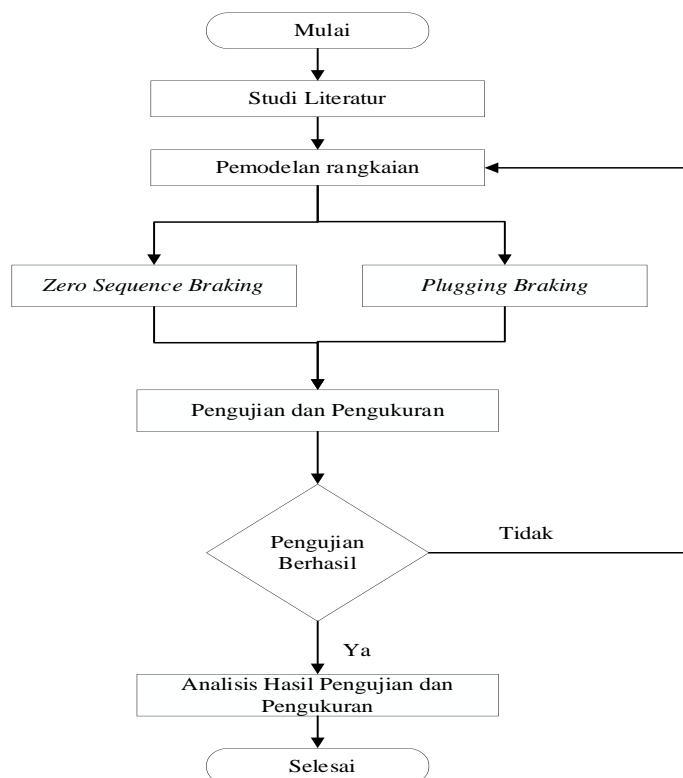 Mulai
Studi Literatur
Pemodelan rangkaian
Zero Sequence Braking
Plugging Braking
Pengujian dan Pengukuran
Pengujian
Berhasil
Tidak
Ya
Analisis Hasil Pengujian dan
Pengukuran
Selesai